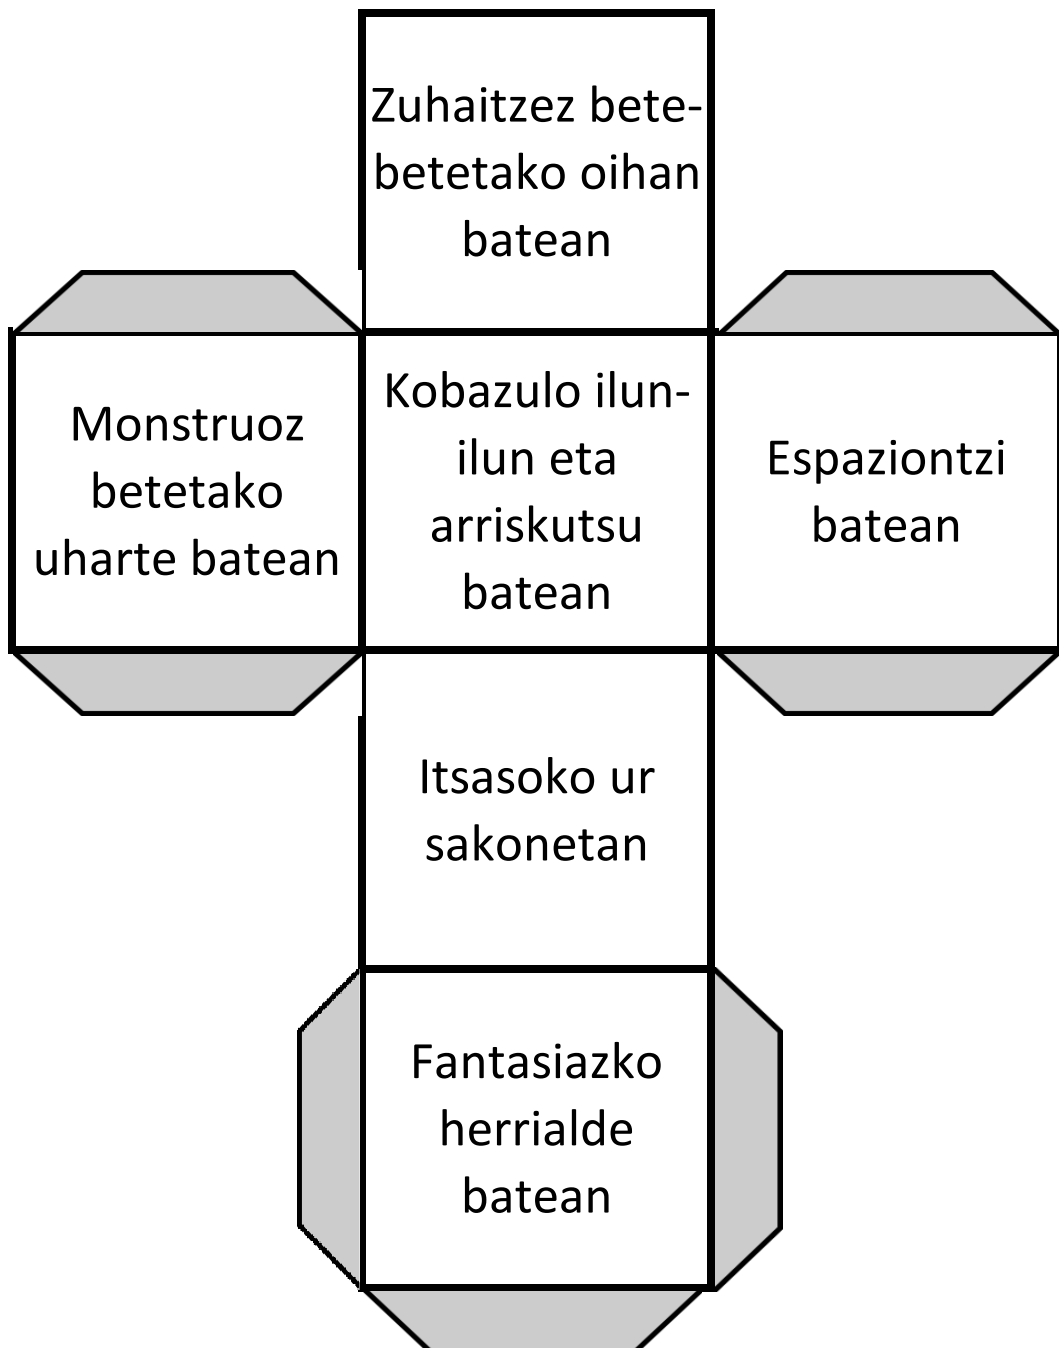 Zuhaitzez bete-
betetako oihan
batean
Monstruoz
betetako
uharte batean
Kobazulo ilun-
ilun eta
arriskutsu
batean
Espaziontzi
batean
Itsasoko ur
sakonetan
Fantasiazko
herrialde
batean